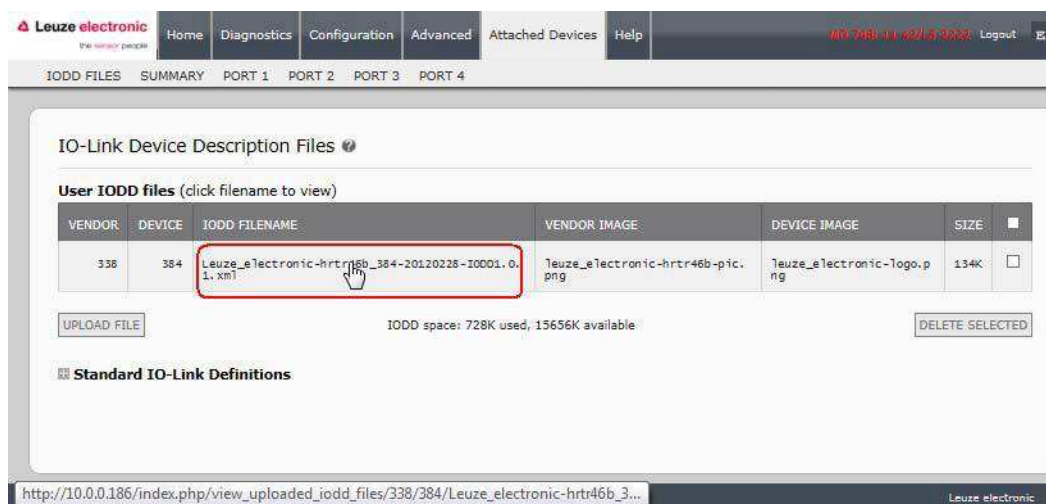 Leuze electronic
the sensor people
Home Diagnostics Configuration Advanced Attached Devices Help
Logout
IODD FILES SUMMARY PORT 1 PORT 2 PORT 3 PORT 4
IO-Link Device Description Files
User IODD files (click filename to view)
VENDOR DEVICE IODD FILENAME VENDOR IMAGE DEVICE IMAGE SIZE
338 384 Leuze_electronic-hrtr46b_384-20120228-IODD1.0.
1.xml
leuze_electronic-hrtr46b-pic.
png
leuze_electronic-logo.p
ng
134K
UPLOAD FILE IODD space: 728K used, 15656K available DELETE SELECTED
Standard IO-Link Definitions
http://10.0.0.186/index.php/view_uploaded_iodd_files/338/384/Leuze_electronic-hrtr46b_3...
Leuze electronic